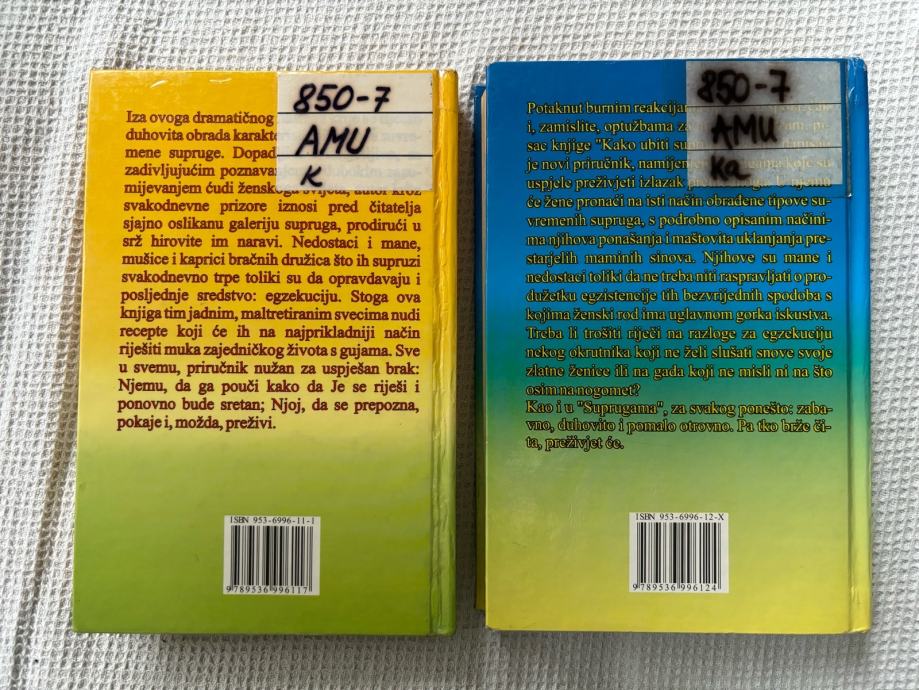 850-7
AMU
K
Iza ovoga dramatičnog
duhovita obrada
mene supruge.
zadivljujućim
mijevanjem ćudi ženskoga svijeta, autor kroz
svakodnevne prizore iznosi pred čitatelja
sjajno oslikanu galeriju supruga, prodirući u
srž hirovite im naravi. Nedostaci i mane,
mušice i kaprici bračnih družica što ih supruzi
svakodnevno trpe toliki su da opravdavaju i
posljednje sredstvo: egzekuciju. Stoga ova
knjiga tim jadnim, maltretiranim svecima nudi
recepte koji će ih na najprikladniji način
riješiti muka zajedničkog života s gujama. Sve
u svemu, priručnik nužan za uspješan brak:
Njemu, da ga pouči kako da Je se riješi i
ponovno bude sretan; Njoj, da se prepozna,
pokaje i, možda, preživi.
ISBN 953-6996-11-1
9789536996117
850-7
AMU
Ka
Potaknut burnim
i, zamislite, optužbama
sac knjige "Kako ubiti
je novi priručnik,
uspjele preživjeti izlazak
će žene pronaći na isti način obrađene tipove su-
vremenih supruga, s podrobno opisanim načini-
ma njihova ponašanja i maštovita uklanjanja pre-
starjelih maminih sinova. Njihove su mane i
nedostaci toliki da ne treba niti raspravljati o pro-
dužetku egzistencije tih bezvrijednih spodoba s
kojima ženski rod ima uglavnom gorka iskustva.
Treba li trošiti riječi na razloge za egzekuciju
nekog okrutnika koji ne želi slušati snove svoje
zlatne ženice ili na gada koji ne misli ni na što
osim na nogomet?
Kao i u "Suprugama", za svakog ponešto: zaba-
vno, duhovito i pomalo otrovno. Pa tko brže či-
ta, preživjet će.
ISBN 953-6996-12-X
9789536996124